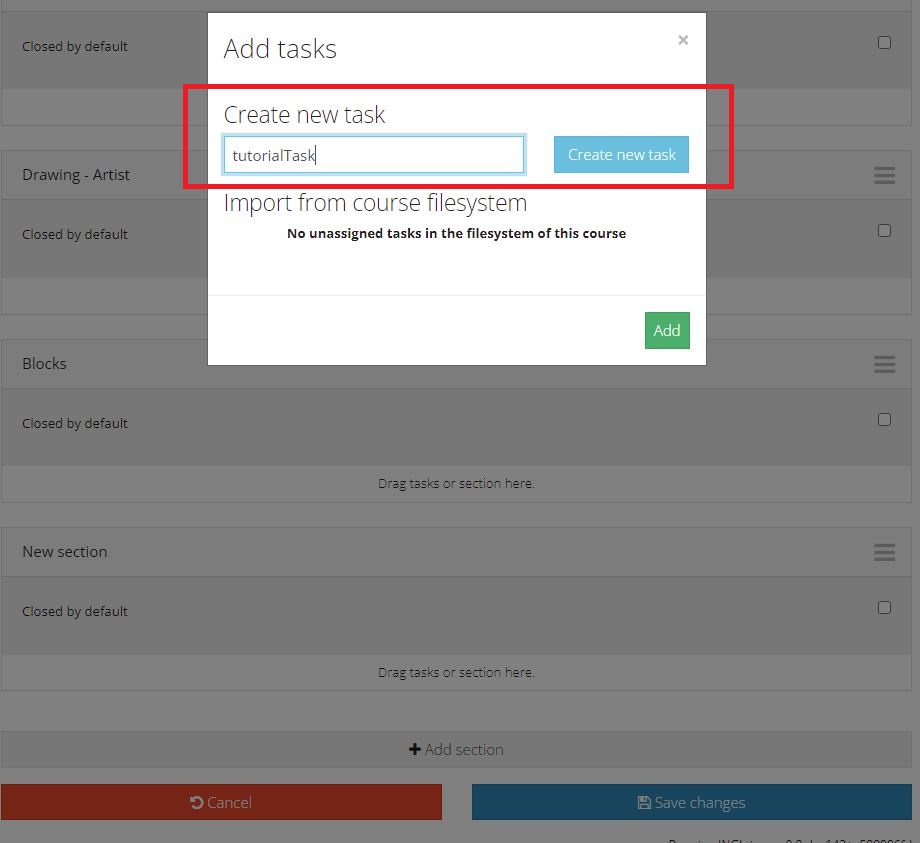 Add tasks
×
Closed by default
Create new task
tutorialTask
Create new task
Drawing - Artist
Import from course filesystem
Closed by default
No unassigned tasks in the filesystem of this course
Add
Blocks
Closed by default
Drag tasks or section here.
New section
Closed by default
Drag tasks or section here.
Add section
Cancel
Save changes